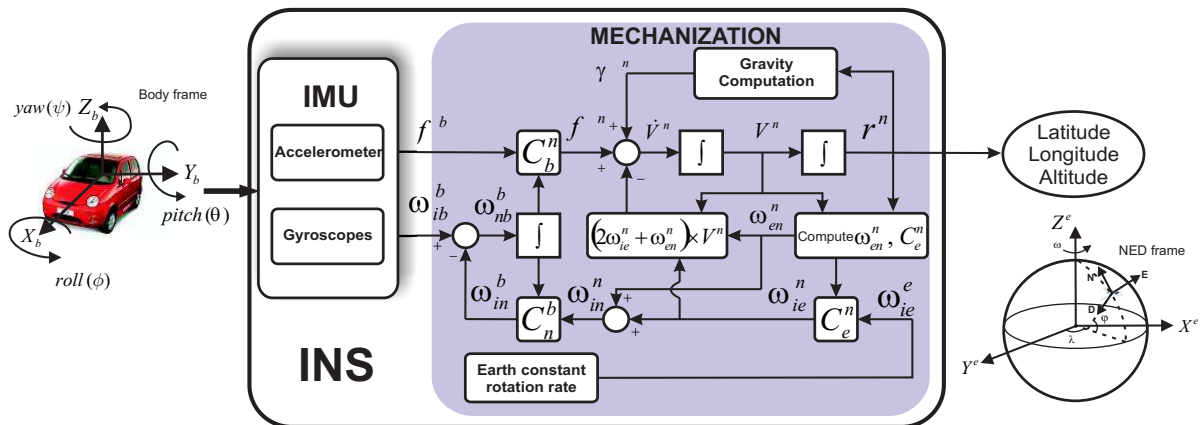 MECHANIZATION
Gravity
Computation
γ ⁿ
IMU
Accelerometer
Gyroscopes
INS
yaw(ψ)
Z_b
Body frame
Y_b
pitch(θ)
X_b
roll(ϕ)
f ^b
C_b^n
f ^n
+
+
−
V̇^n
∫
V^n
∫
r^n
Latitude
Longitude
Altitude
ω_ib^b
+
−
ω_nb^b
∫
(2ω_ie^n + ω_en^n)×V^n
ω_en^n
Compute ω_en^n , C_e^n
ω_in^b
C_n^b
ω_in^n
+
+
ω_ie^n
C_e^n
ω_ie^e
Earth constant
rotation rate
Z^e
ω
NED frame
N
E
D
φ
λ
X^e
Y^e